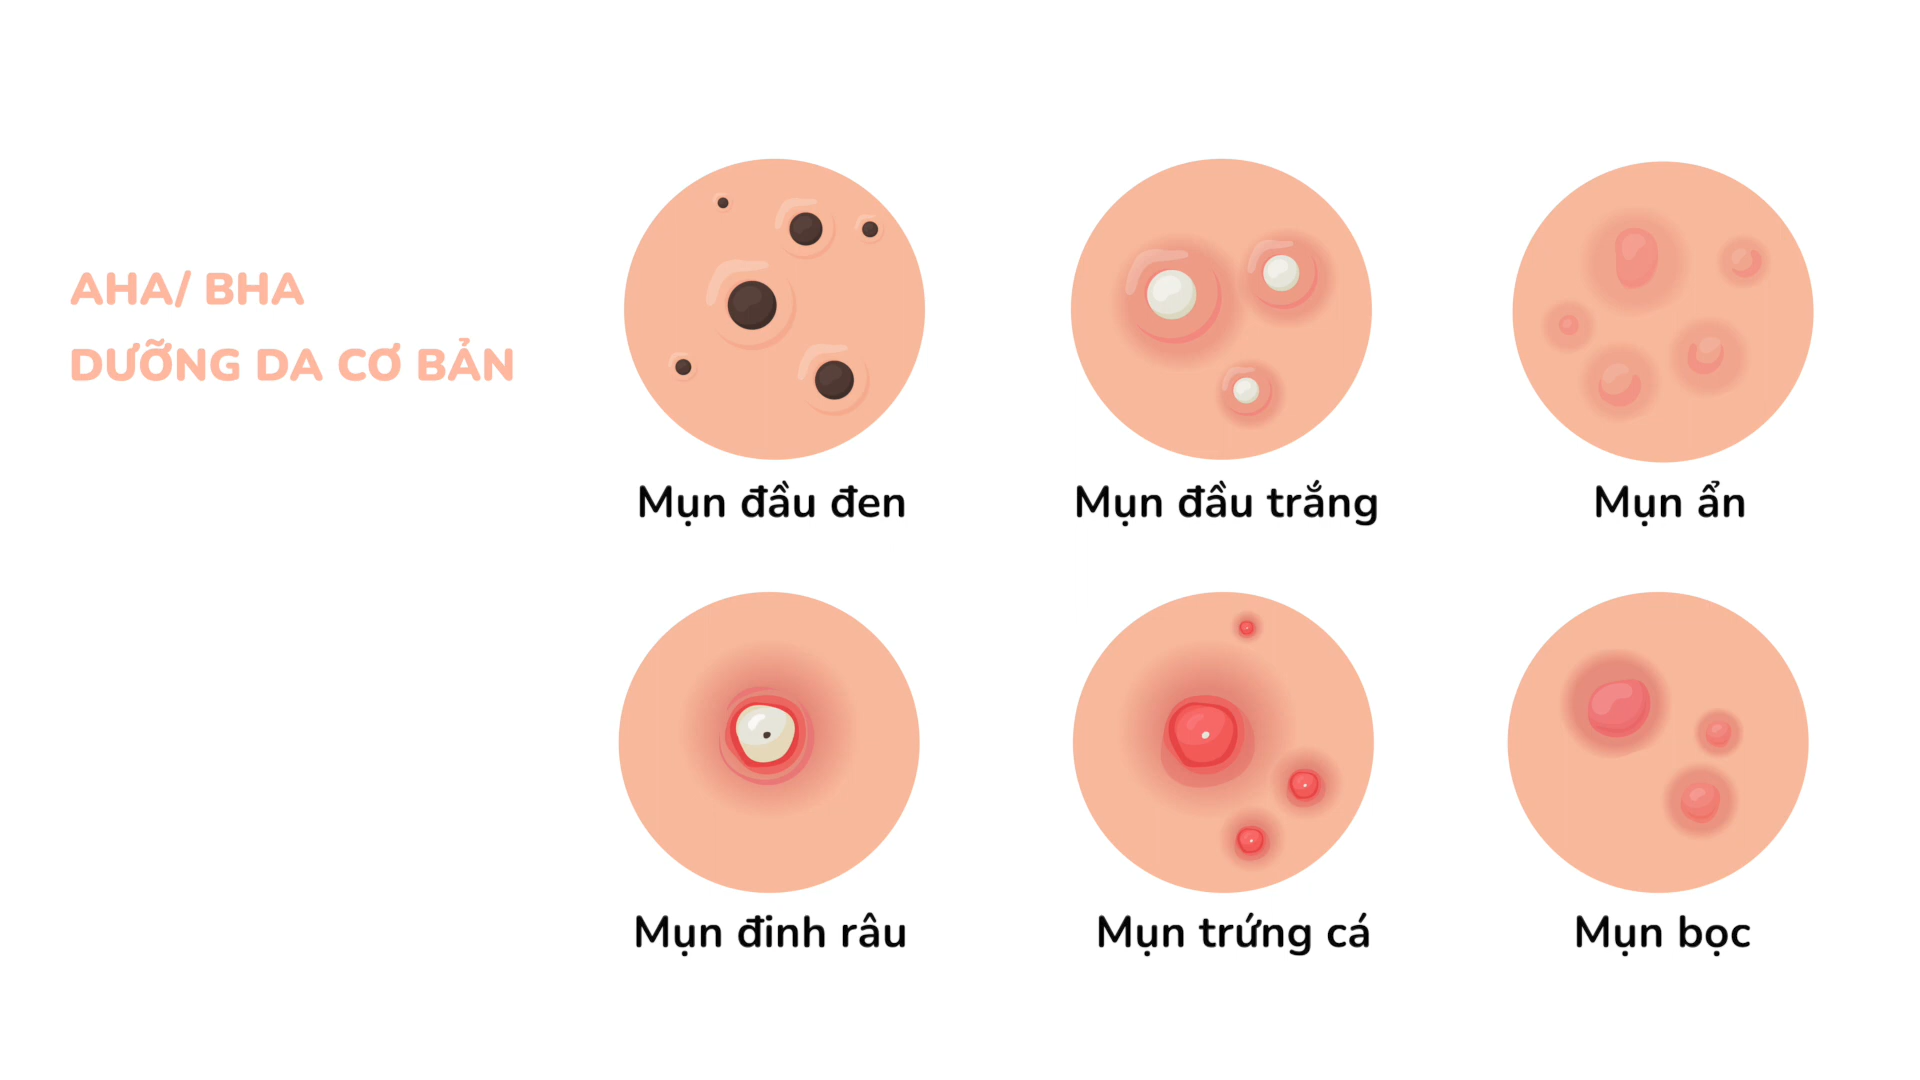 AHA/ BHA
DƯỠNG DA CƠ BẢN
Mụn đầu đen
Mụn đầu trắng
Mụn ẩn
Mụn đinh râu
Mụn trứng cá
Mụn bọc